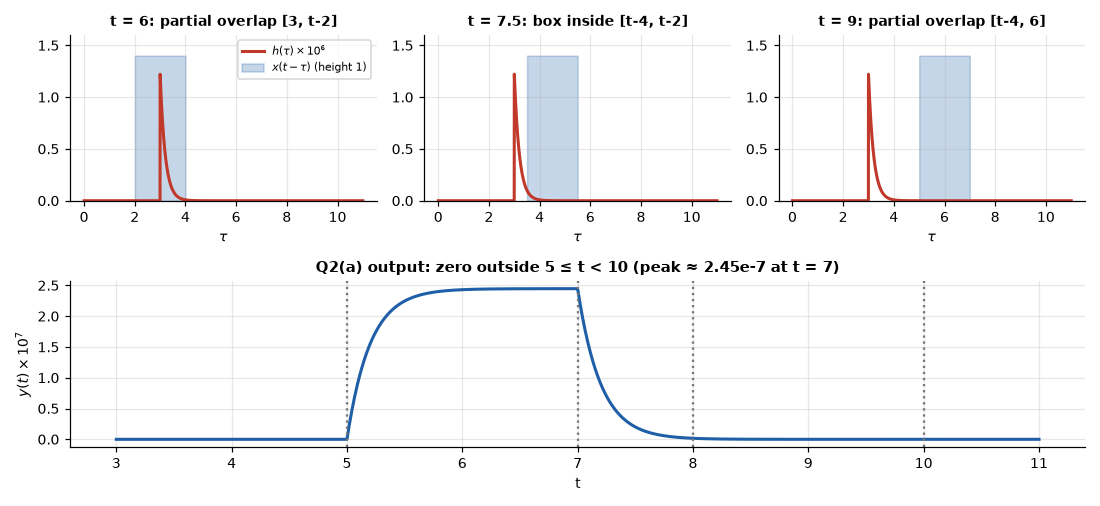 t = 6: partial overlap [3, t-2]
t = 7.5: box inside [t-4, t-2]
t = 9: partial overlap [t-4, 6]
h(τ) × 10⁶
x(t − τ) (height 1)
1.5
1.0
0.5
0.0
0 2 4 6 8 10
τ
1.5
1.0
0.5
0.0
0 2 4 6 8 10
τ
1.5
1.0
0.5
0.0
0 2 4 6 8 10
τ
Q2(a) output: zero outside 5 ≤ t < 10 (peak ≈ 2.45e-7 at t = 7)
y(t) × 10⁷
2.5
2.0
1.5
1.0
0.5
0.0
3 4 5 6 7 8 9 10 11
t